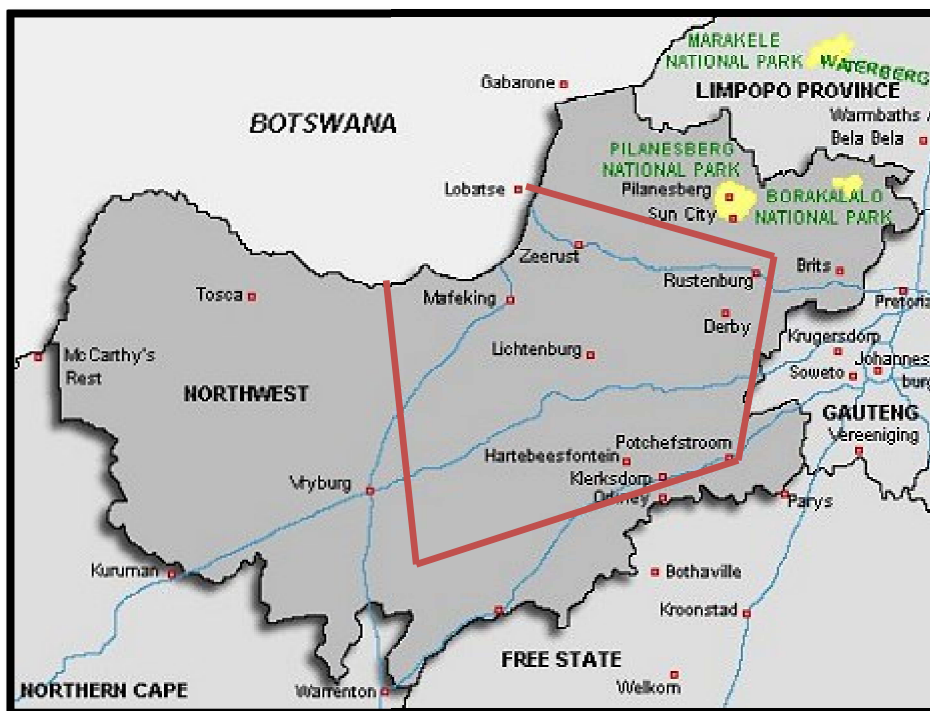 MARAKELE
NATIONAL PARK
WATERBERG
Gabarone
LIMPOPO PROVINCE
BOTSWANA
Warmbaths
Bela Bela
PILANESBERG
NATIONAL PARK
Lobatse
Pilanesberg
BORAKALALO
NATIONAL PARK
Sun City
Zeerust
Rustenburg
Brits
Tosca
Mafeking
Pretoria
Derby
Krugersdorp
McCarthy's
Rest
Lichtenburg
Soweto
Johannes
burg
NORTHWEST
GAUTENG
Vereeniging
Potchefstroom
Hartebeesfontein
Klerksdorp
Vryburg
Parys
Kuruman
Bothaville
Kroonstad
FREE STATE
Welkom
NORTHERN CAPE
Warrenton